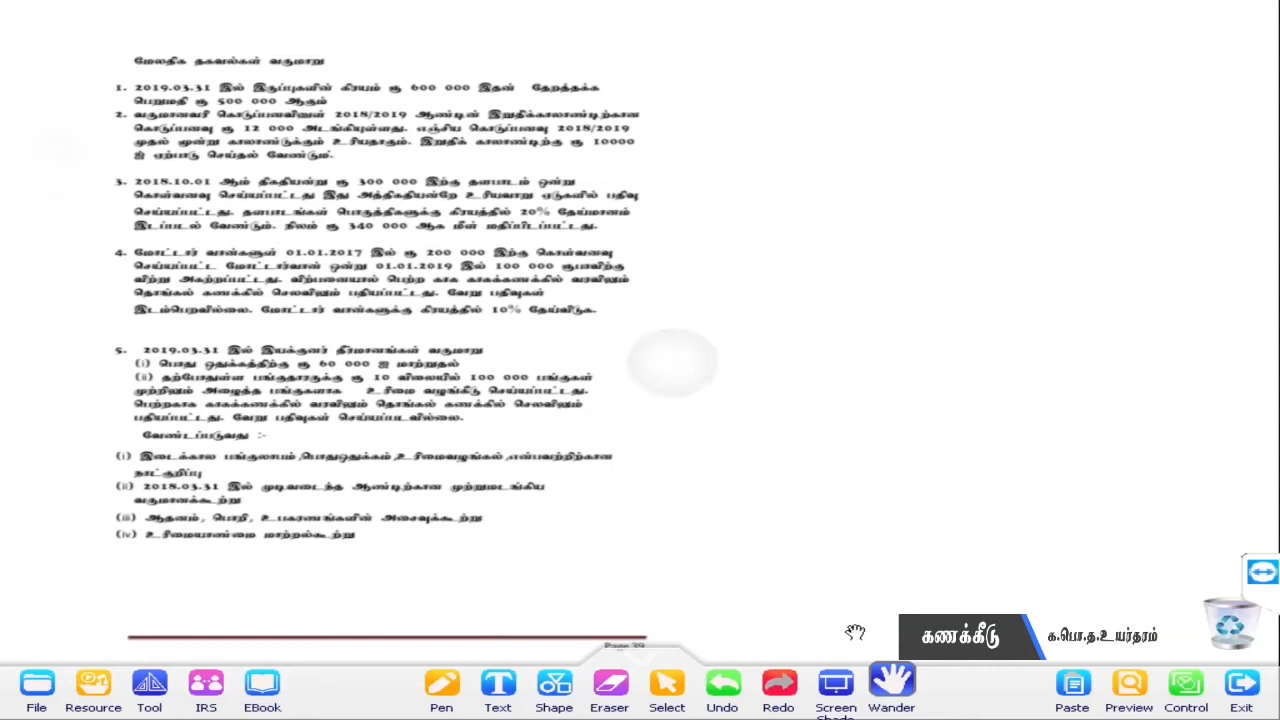 மேலதிக தகவல்கள் வருமாறு
1. 2019.03.31 இல் இருப்புகளின் கிரயம் ரூ 600 000 இதன் தேறத்தக்க
பெறுமதி ரூ 500 000 ஆகும்
2. வருமானவரி கொடுப்பனவினுள் 2018/2019 ஆண்டின் இறுதிக்காலாண்டிற்கான
கொடுப்பனவு ரூ 12 000 அடங்கியுள்ளது. எஞ்சிய கொடுப்பனவு 2018/2019
முதல் மூன்று காலாண்டுக்கும் உரியதாகும். இறுதிக் காலாண்டிற்கு ரூ 10000
ஐ ஏற்பாடு செய்தல் வேண்டும்.
3. 2018.10.01 ஆம் திகதியன்று ரூ 300 000 இற்கு தளபாடம் ஒன்று
கொள்வனவு செய்யப்பட்டது இது அத்திகதியன்றே உரியவாறு ஏடுகளில் பதிவு
செய்யப்பட்டது. தளபாடங்கள் பொருத்திகளுக்கு கிரயத்தில் 20% தேய்மானம்
இடப்படல் வேண்டும். நிலம் ரூ 340 000 ஆக மீள் மதிப்பிடப்பட்டது.
4. மோட்டார் வான்களுள் 01.01.2017 இல் ரூ 200 000 இற்கு கொள்வனவு
செய்யப்பட்ட மோட்டார்வான் ஒன்று 01.01.2019 இல் 100 000 ரூபாவிற்கு
விற்று அகற்றப்பட்டது. விற்பனையால் பெற்ற காசு காசுக்கணக்கில் வரவிலும்
தொங்கல் கணக்கில் செலவிலும் பதியப்பட்டது. வேறு பதிவுகள்
இடம்பெறவில்லை. மோட்டார் வான்களுக்கு கிரயத்தில் 10% தேய்விடுக.
5. 2019.03.31 இல் இயக்குனர் தீர்மானங்கள் வருமாறு
(i) பொது ஒதுக்கத்திற்கு ரூ 60 000 ஐ மாற்றுதல்
(ii) தற்போதுள்ள பங்குதாரருக்கு ரூ 10 விலையில் 100 000 பங்குகள்
முற்றிலும் அழைத்த பங்குகளாக உரிமை வழங்கீடு செய்யப்பட்டது.
பெற்றகாசு காசுக்கணக்கில் வரவிலும் தொங்கல் கணக்கில் செலவிலும்
பதியப்பட்டது. வேறு பதிவுகள் செய்யப்படவில்லை.
வேண்டப்படுவது :-
(i) இடைக்கால பங்குலாபம்,பொதுஒதுக்கம்,உரிமைவழங்கல்,என்பவற்றிற்கான
நாட்குறிப்பு
(ii) 2018.03.31 இல் முடிவடைந்த ஆண்டிற்கான முற்றுமடங்கிய
வருமானக்கூற்று
(iii) ஆதனம், பொறி, உபகரணங்களின் அசைவுக்கூற்று
(iv) உரிமையாண்மை மாற்றல்கூற்று
கணக்கீடு க.பொ.த.உயர்தரம்
Page 39
File Resource Tool IRS EBook Pen Text Shape Eraser Select Undo Redo Screen Shade Wander Paste Preview Control Exit